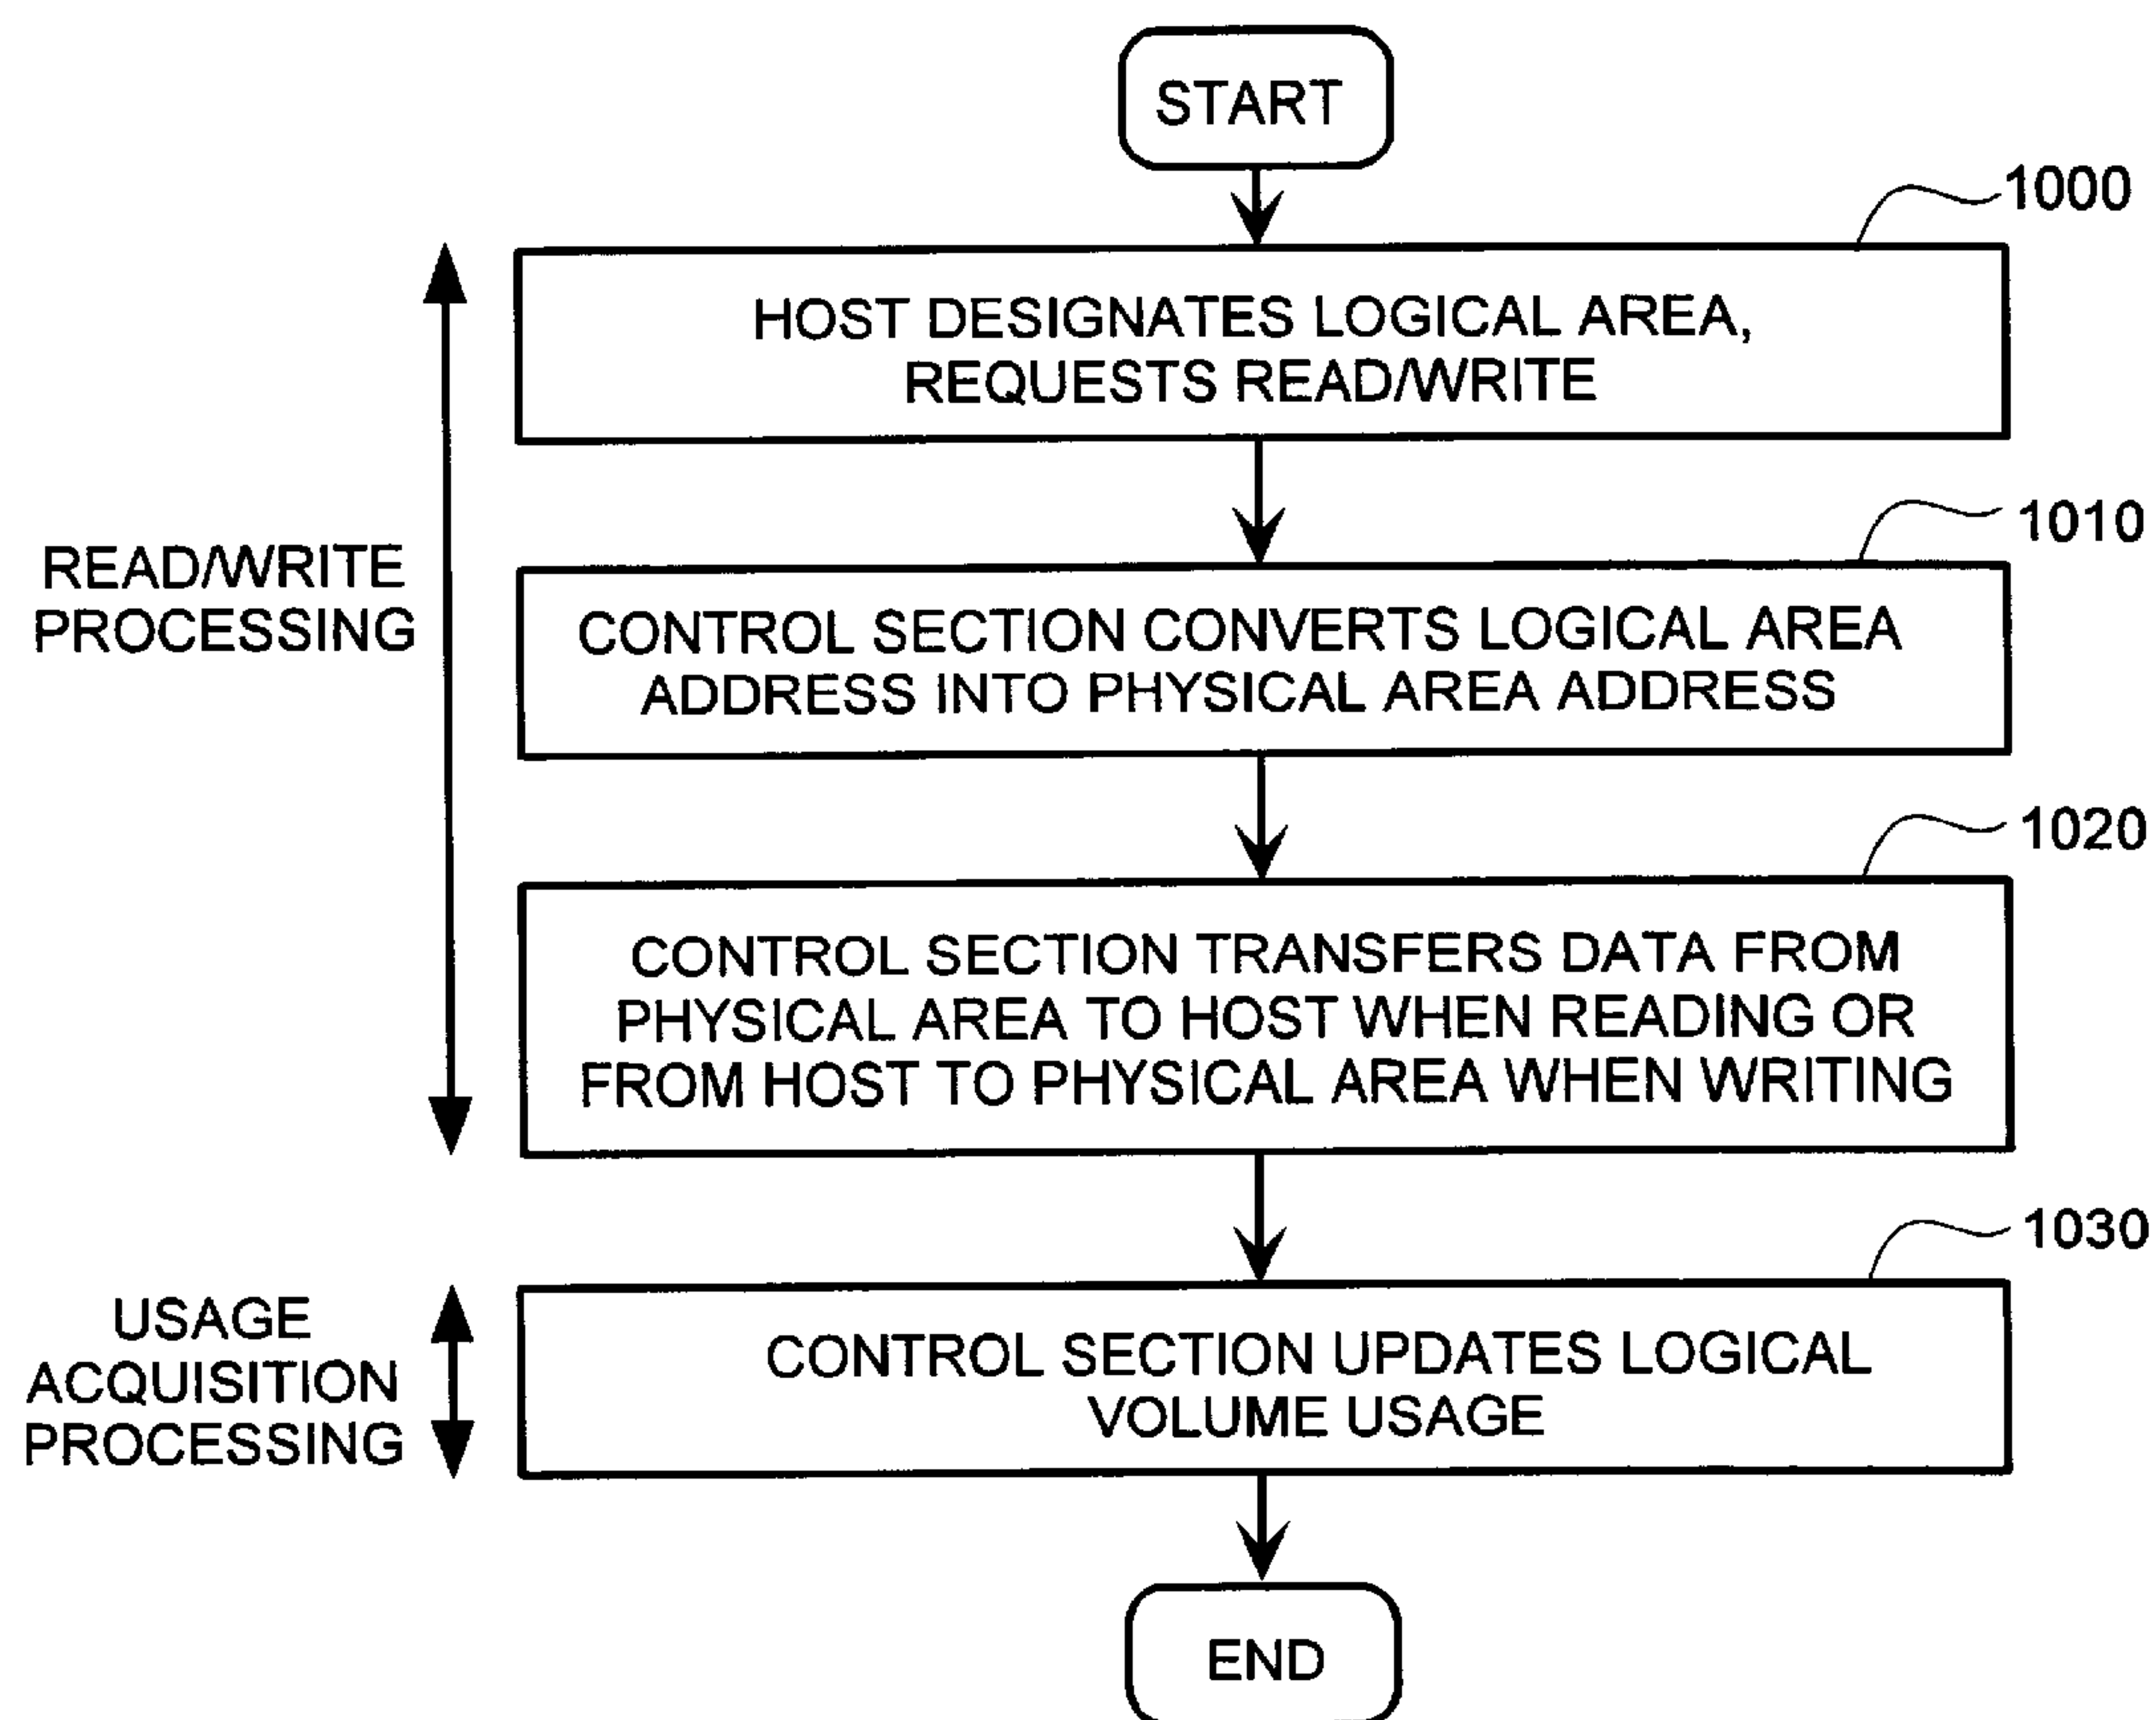 START
1000
HOST DESIGNATES LOGICAL AREA,
REQUESTS READ/WRITE
1010
READ/WRITE
PROCESSING
CONTROL SECTION CONVERTS LOGICAL AREA
ADDRESS INTO PHYSICAL AREA ADDRESS
1020
CONTROL SECTION TRANSFERS DATA FROM
PHYSICAL AREA TO HOST WHEN READING OR
FROM HOST TO PHYSICAL AREA WHEN WRITING
1030
USAGE
ACQUISITION
PROCESSING
CONTROL SECTION UPDATES LOGICAL
VOLUME USAGE
END